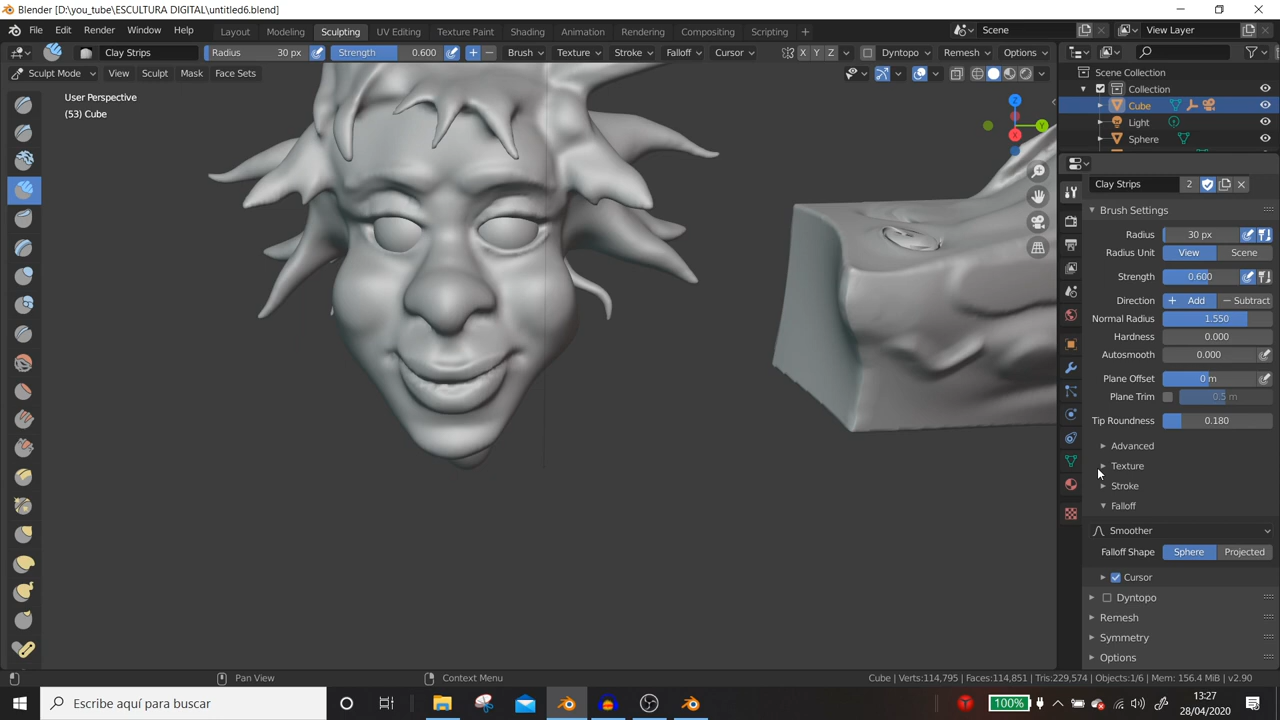 Blender [D:\you_tube\ESCULTURA DIGITAL\untitled6.blend]
File Edit Render Window Help Layout Modeling Sculpting UV Editing Texture Paint Shading Animation Rendering Compositing Scripting + Scene View Layer
Clay Strips Radius 30 px Strength 0.600 Brush Texture Stroke Falloff Cursor X Y Z Dyntopo Remesh Options
Sculpt Mode View Sculpt Mask Face Sets
Scene Collection
Collection
Cube
Light
Sphere
User Perspective
(53) Cube
Z
Y
X
Clay Strips 2
Brush Settings
Radius 30 px
Radius Unit View Scene
Strength 0.600
Direction + Add − Subtract
Normal Radius 1.550
Hardness 0.000
Autosmooth 0.000
Plane Offset 0 m
Plane Trim 0.5 m
Tip Roundness 0.180
Advanced
Texture
Stroke
Falloff
Smoother
Falloff Shape Sphere Projected
Cursor
Dyntopo
Remesh
Symmetry
Options
Pan View Context Menu Cube | Verts:114,795 | Faces:114,851 | Tris:229,574 | Objects:1/6 | Mem: 156.4 MiB | v2.90
Escribe aquí para buscar 100% 13:27
28/04/2020